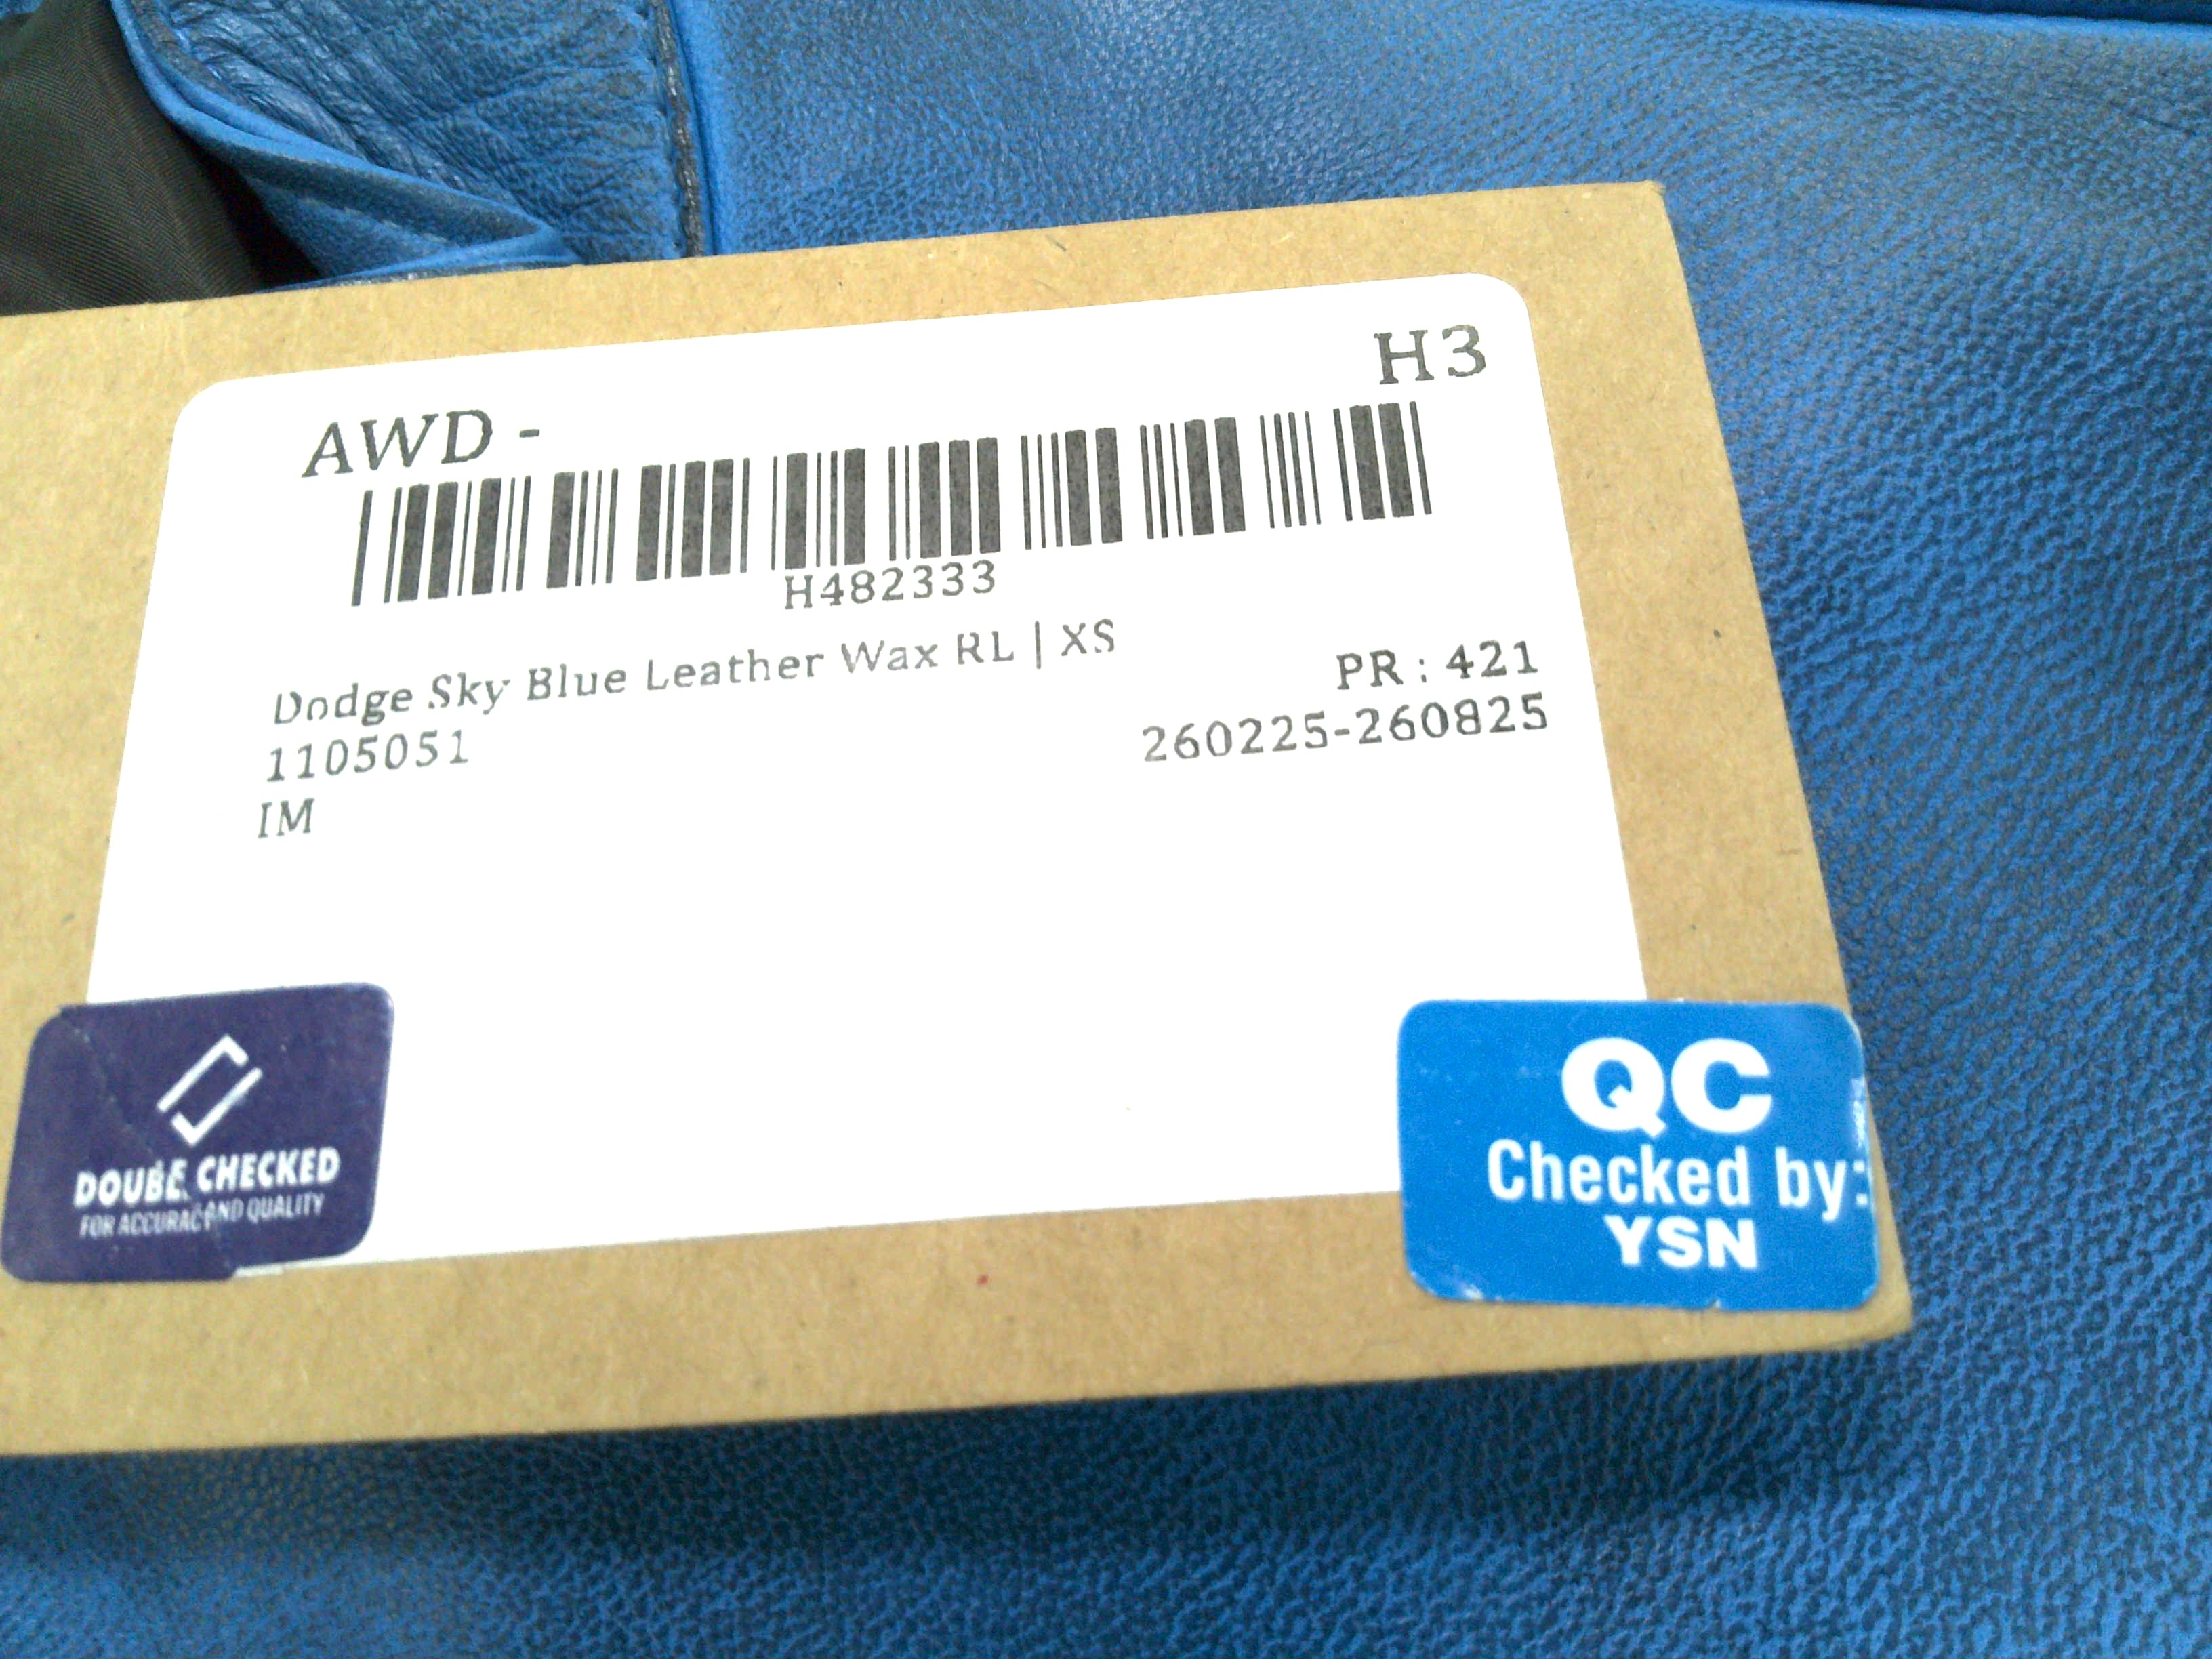 AWD - H3
H482333
Dodge Sky Blue Leather Wax RL | XS
PR : 421
1105051 260225-260825
IM
DOUBLE CHECKED
FOR ACCURACY AND QUALITY
QC
Checked by:
YSN